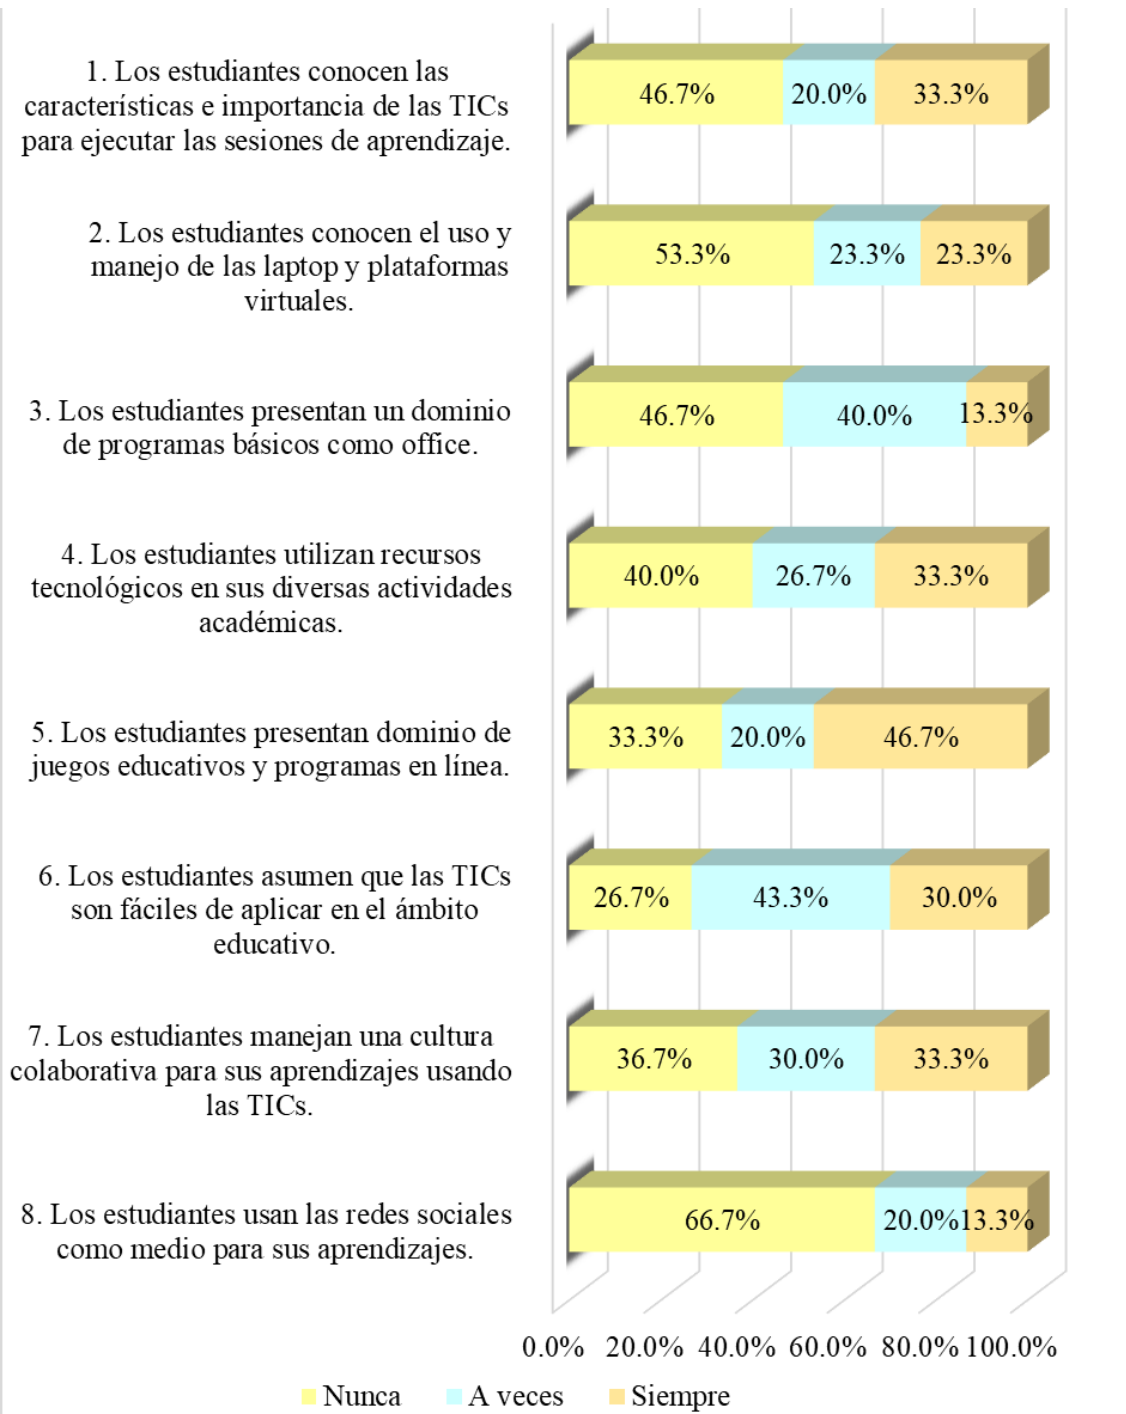 1. Los estudiantes conocen las
características e importancia de las TICs
para ejecutar las sesiones de aprendizaje.
46.7% 20.0% 33.3%
2. Los estudiantes conocen el uso y
manejo de las laptop y plataformas
virtuales.
53.3% 23.3% 23.3%
3. Los estudiantes presentan un dominio
de programas básicos como office.
46.7% 40.0% 13.3%
4. Los estudiantes utilizan recursos
tecnológicos en sus diversas actividades
académicas.
40.0% 26.7% 33.3%
5. Los estudiantes presentan dominio de
juegos educativos y programas en línea.
33.3% 20.0% 46.7%
6. Los estudiantes asumen que las TICs
son fáciles de aplicar en el ámbito
educativo.
26.7% 43.3% 30.0%
7. Los estudiantes manejan una cultura
colaborativa para sus aprendizajes usando
las TICs.
36.7% 30.0% 33.3%
8. Los estudiantes usan las redes sociales
como medio para sus aprendizajes.
66.7% 20.0% 13.3%
0.0% 20.0% 40.0% 60.0% 80.0% 100.0%
Nunca A veces Siempre